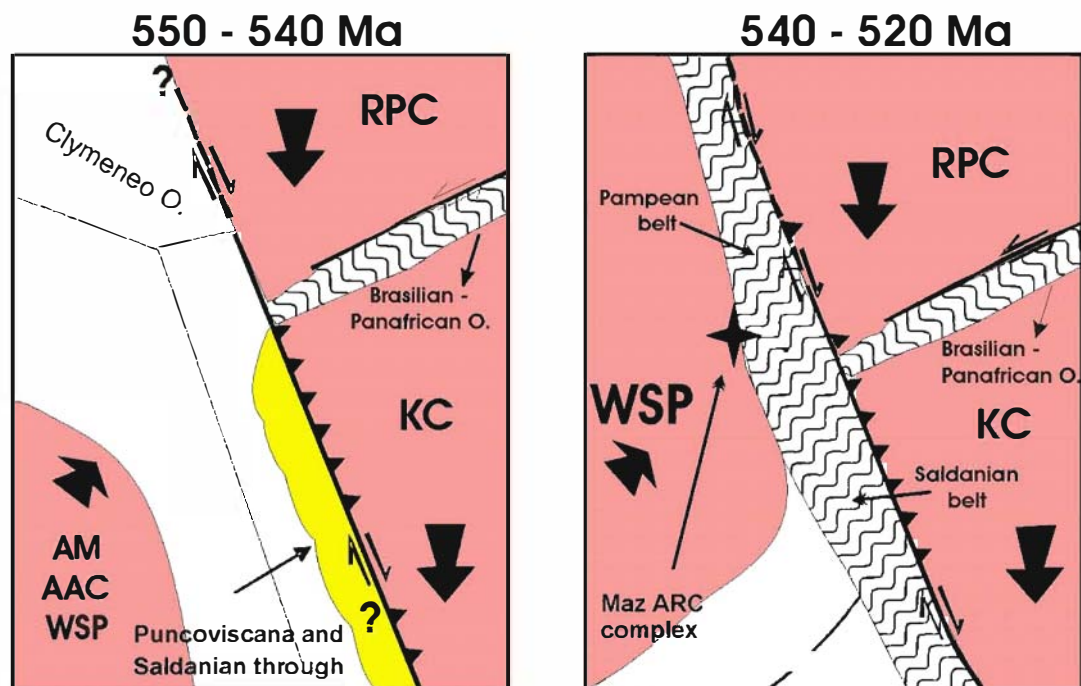 550 - 540 Ma
?
RPC
Clymeneo O.
Brasilian -
Panafrican O.
KC
AM
AAC
WSP
?
Puncoviscana and
Saldanian through
540 - 520 Ma
RPC
Pampean
belt
Brasilian -
Panafrican O.
WSP
KC
Saldanian
belt
Maz ARC
complex